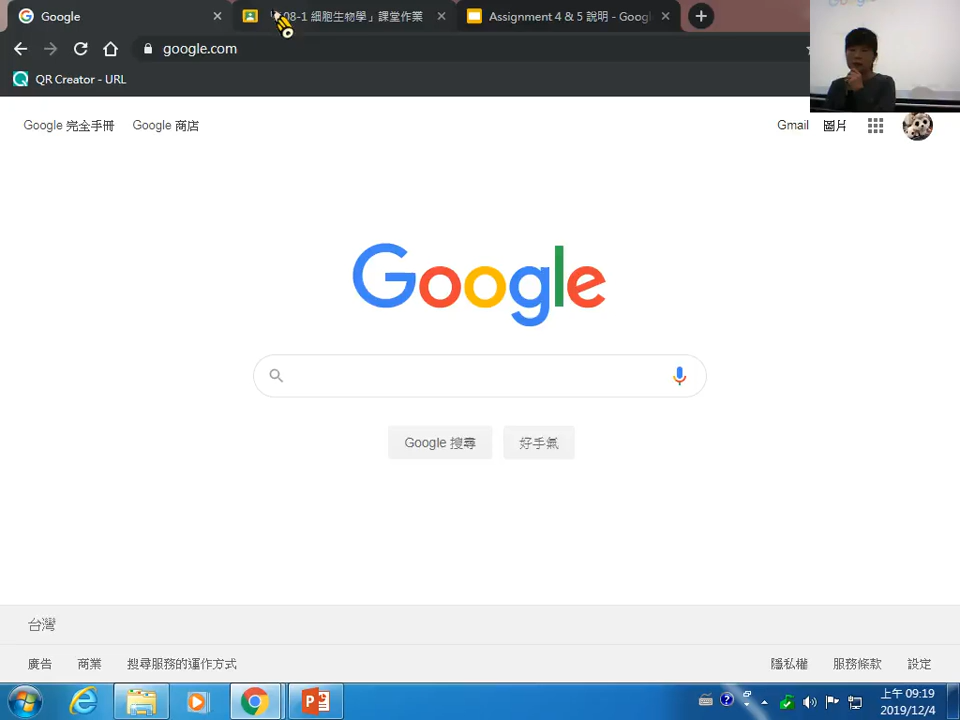 Google
08-1 細胞生物學」課堂作業
Assignment 4 & 5 說明 - Goog
google.com
QR Creator - URL
Google 完全手冊
Google 商店
Gmail
圖片
Google
Google 搜尋
好手氣
台灣
廣告
商業
搜尋服務的運作方式
隱私權
服務條款
設定
上午 09:19
2019/12/4